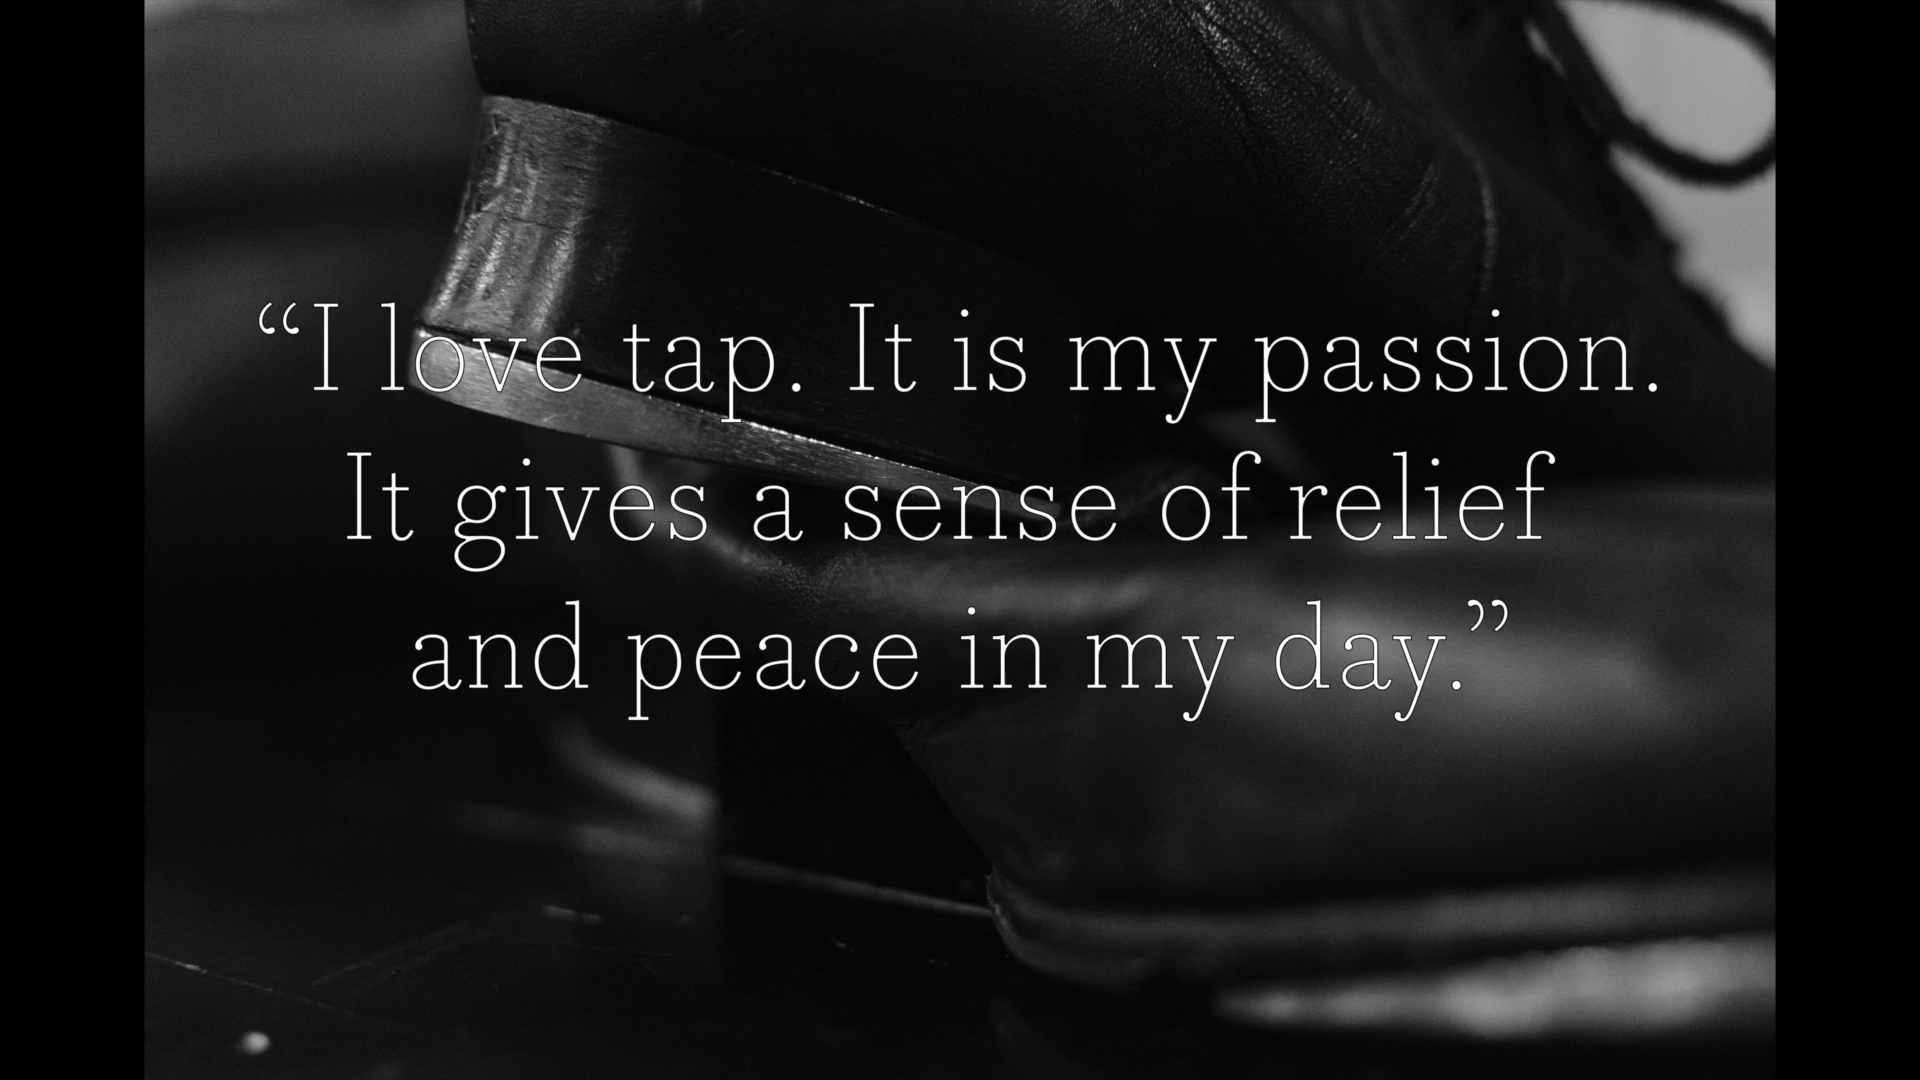 “I love tap. It is my passion.
It gives a sense of relief
and peace in my day.”